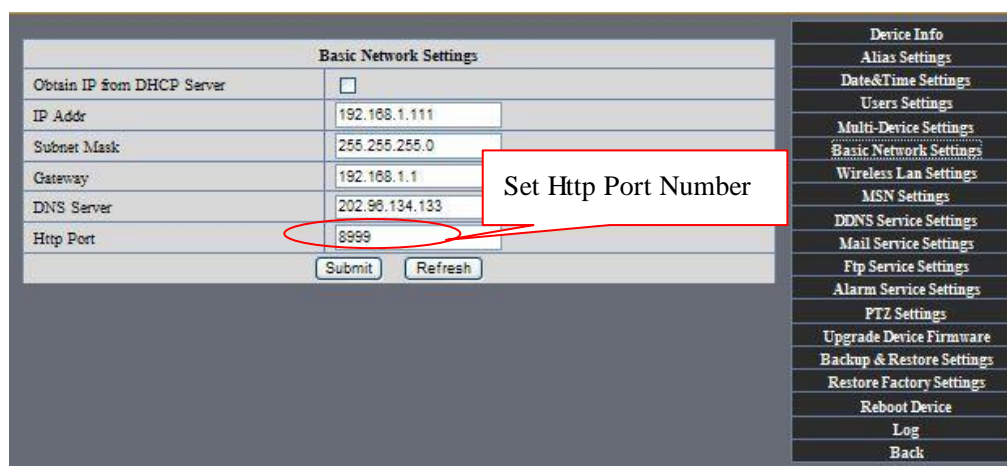 Basic Network Settings
Obtain IP from DHCP Server
IP Addr 192.168.1.111
Subnet Mask 255.255.255.0
Gateway 192.168.1.1
DNS Server 202.96.134.133
Http Port 8999
Submit Refresh
Set Http Port Number
Device Info
Alias Settings
Date&Time Settings
Users Settings
Multi-Device Settings
Basic Network Settings
Wireless Lan Settings
MSN Settings
DDNS Service Settings
Mail Service Settings
Ftp Service Settings
Alarm Service Settings
PTZ Settings
Upgrade Device Firmware
Backup & Restore Settings
Restore Factory Settings
Reboot Device
Log
Back